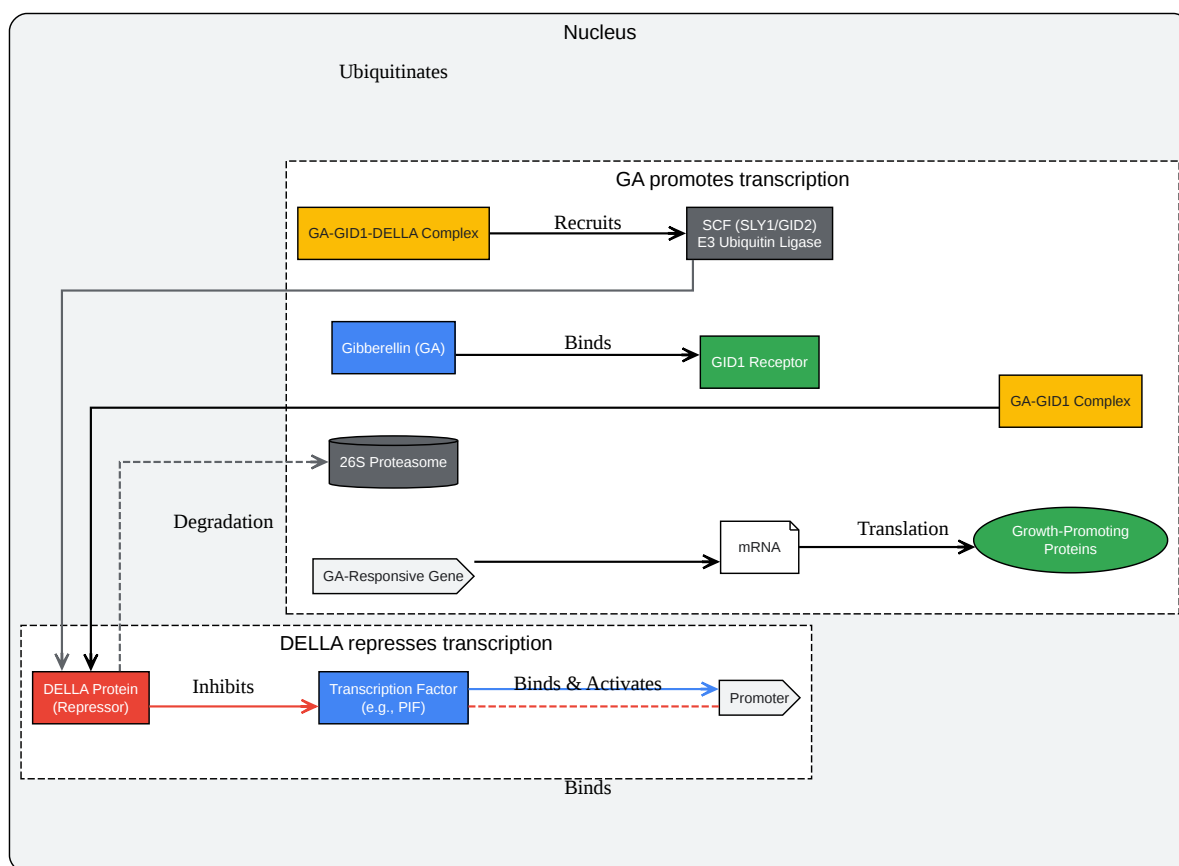 Nucleus
Ubiquitinates
GA promotes transcription
GA-GID1-DELLA Complex
Recruits
SCF (SLY1/GID2)
E3 Ubiquitin Ligase
Gibberellin (GA)
Binds
GID1 Receptor
GA-GID1 Complex
26S Proteasome
Degradation
GA-Responsive Gene
mRNA
Translation
Growth-Promoting
Proteins
DELLA represses transcription
DELLA Protein
(Repressor)
Inhibits
Transcription Factor
(e.g., PIF)
Binds & Activates
Promoter
Binds